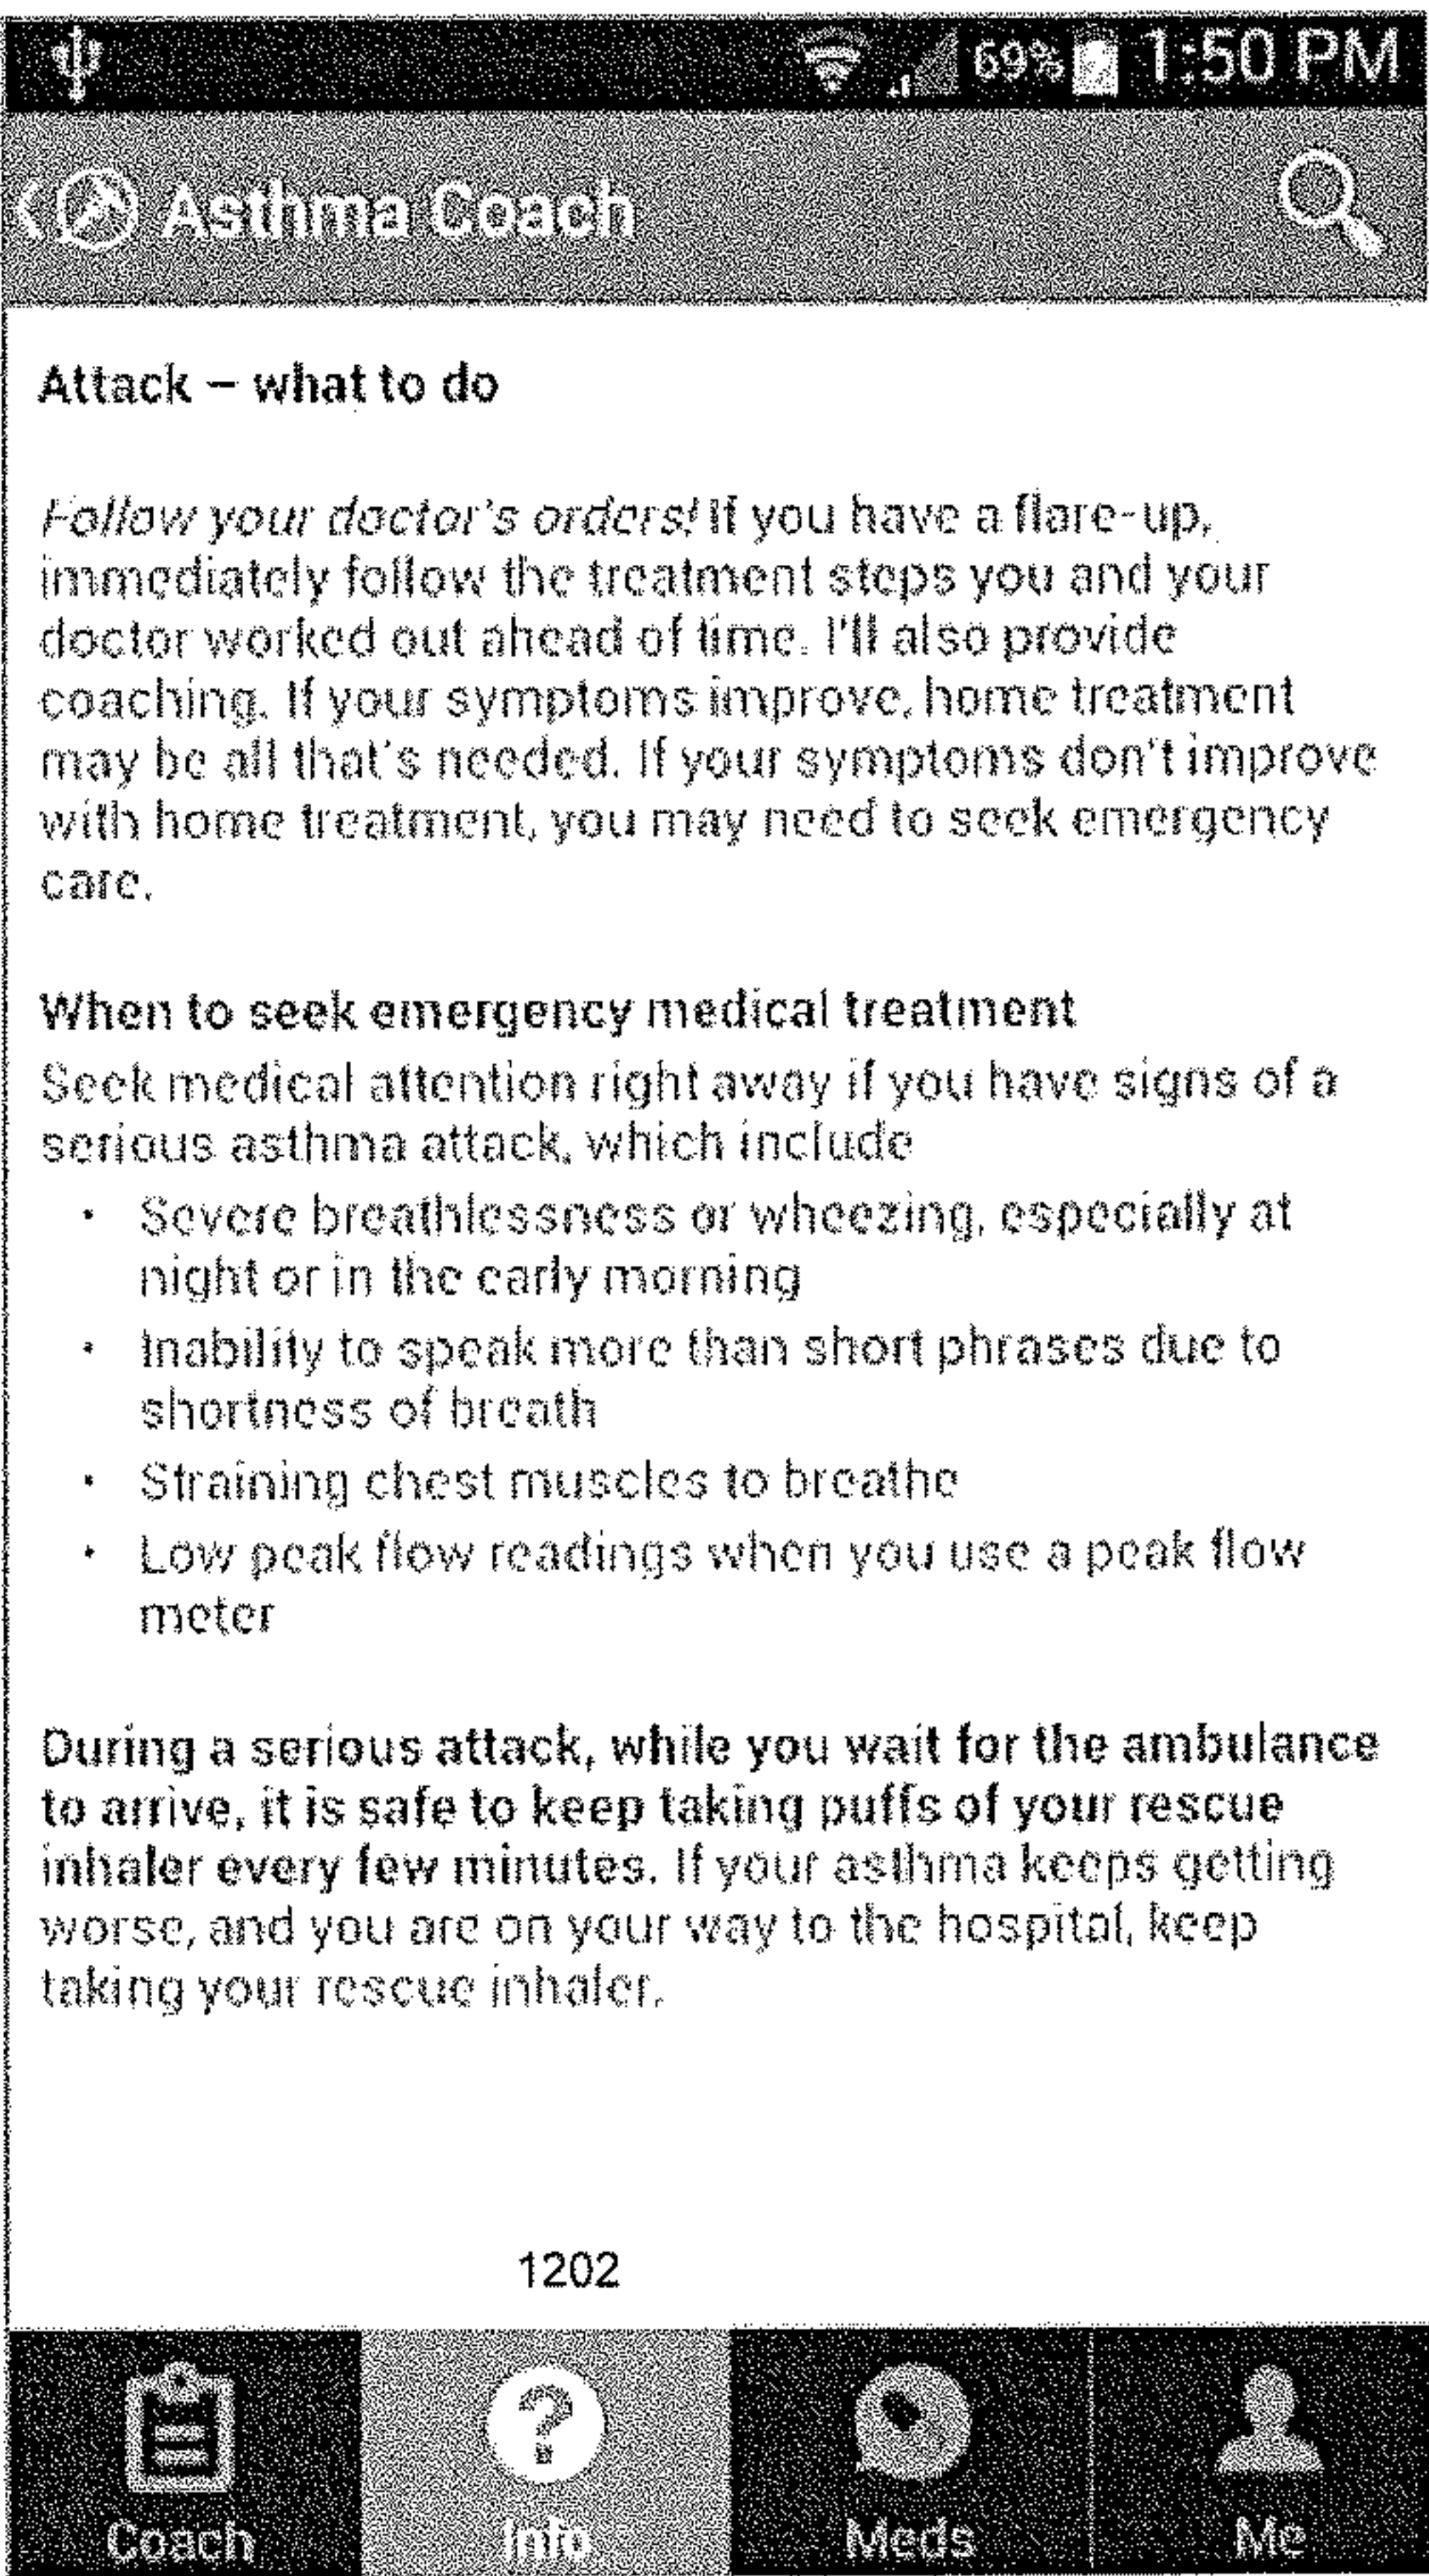 69% 1:50 PM
Asthma Coach
Attack – what to do
Follow your doctor's orders! If you have a flare-up,
immediately follow the treatment steps you and your
doctor worked out ahead of time. I'll also provide
coaching. If your symptoms improve, home treatment
may be all that's needed. If your symptoms don't improve
with home treatment, you may need to seek emergency
care.
When to seek emergency medical treatment
Seek medical attention right away if you have signs of a
serious asthma attack, which include
· Severe breathlessness or wheezing, especially at
night or in the early morning
· Inability to speak more than short phrases due to
shortness of breath
· Straining chest muscles to breathe
· Low peak flow readings when you use a peak flow
meter
During a serious attack, while you wait for the ambulance
to arrive, it is safe to keep taking puffs of your rescue
inhaler every few minutes. If your asthma keeps getting
worse, and you are on your way to the hospital, keep
taking your rescue inhaler.
1202
Coach Info Meds Me